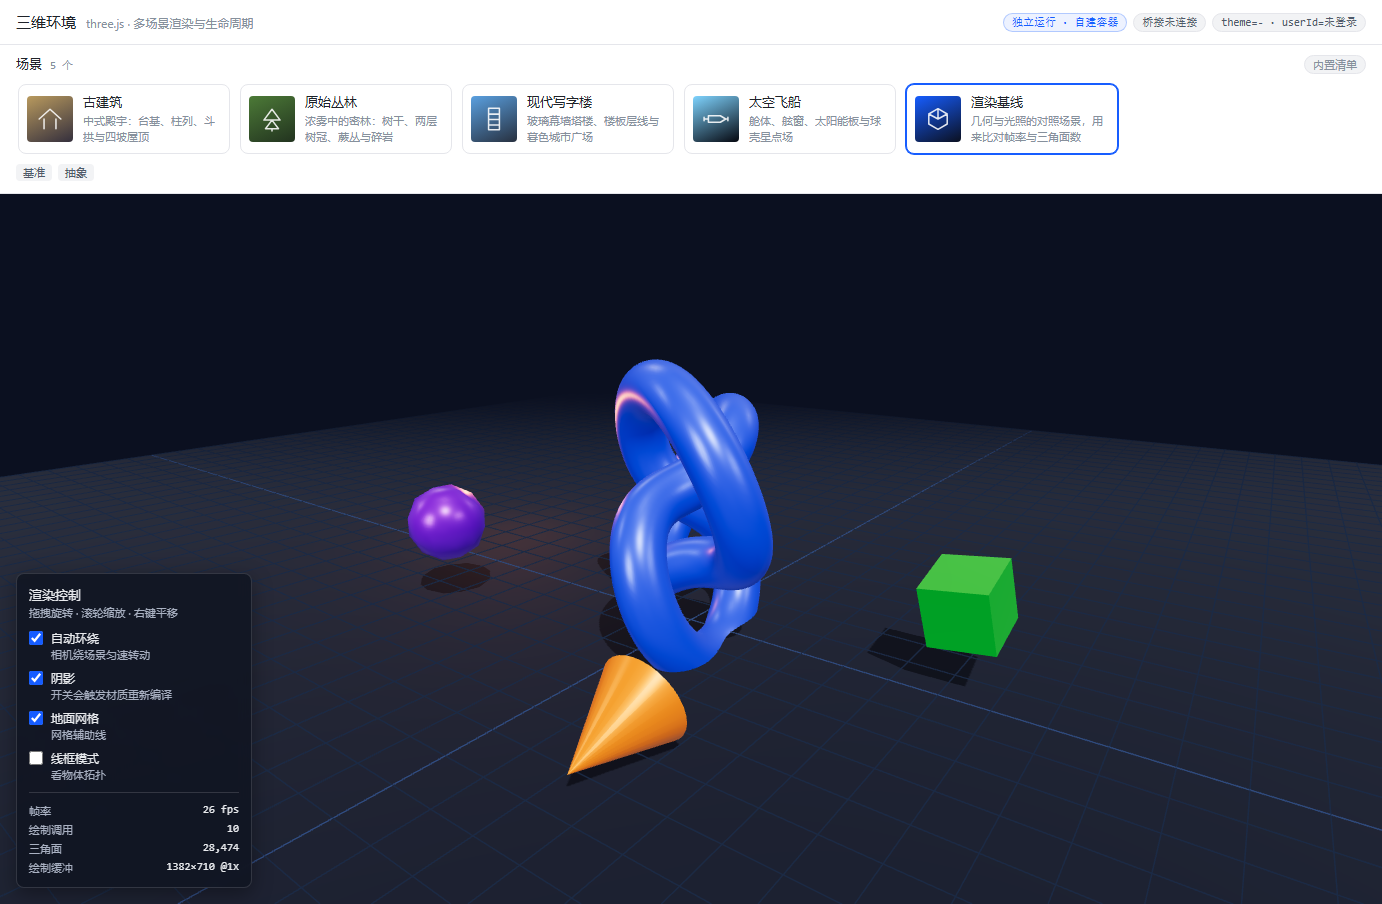 三维环境 three.js · 多场景渲染与生命周期
独立运行 · 自建容器 桥接未连接 theme=- · userId=未登录
场景 5 个 内置清单
古建筑
中式殿宇：台基、柱列、斗
拱与四坡屋顶
原始丛林
浓雾中的密林：树干、两层
树冠、蕨丛与碎岩
现代写字楼
玻璃幕墙塔楼、楼板层线与
暮色城市广场
太空飞船
舱体、舷窗、太阳能板与球
壳星点场
渲染基线
几何与光照的对照场景，用
来比对帧率与三角面数
基准 抽象
渲染控制
拖拽旋转 · 滚轮缩放 · 右键平移
自动环绕
相机绕场景匀速转动
阴影
开关会触发材质重新编译
地面网格
网格辅助线
线框模式
看物体拓扑
帧率 26 fps
绘制调用 10
三角面 28,474
绘制缓冲 1382×710 @1x